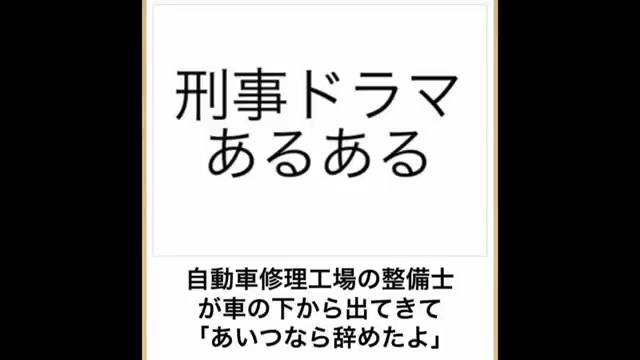 刑事ドラマ
あるある
自動車修理工場の整備士
が車の下から出てきて
「あいつなら辞めたよ」